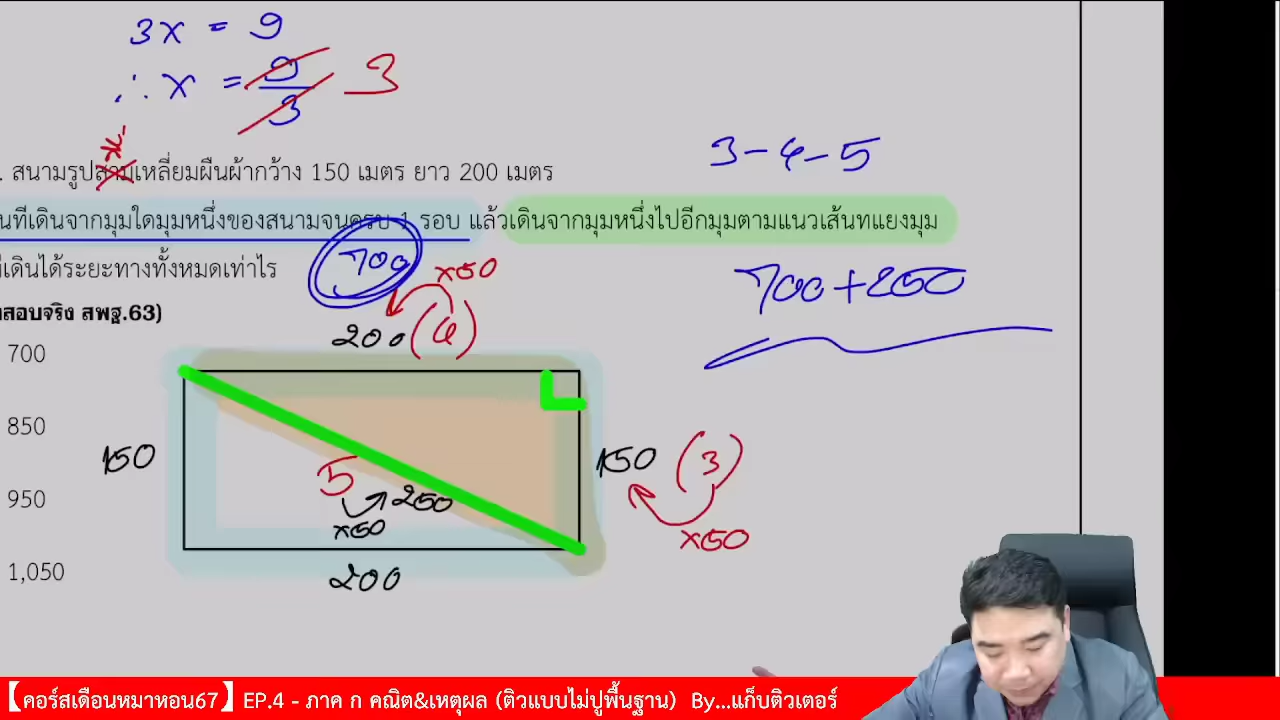 3x = 9
∴ x = 9/3 3
สี่
3-4-5
. สนามรูปสามเหลี่ยมผืนผ้ากว้าง 150 เมตร ยาว 200 เมตร
นทีเดินจากมุมใดมุมหนึ่งของสนามจนครบ 1 รอบ แล้วเดินจากมุมหนึ่งไปอีกมุมตามแนวเส้นทแยงมุม
ี่เดินได้ระยะทางทั้งหมดเท่าไร
700
x50
700+250
สอบจริง สพฐ.63)
200 (4)
700
850
150
150 (3)
5
250
x50
950
x50
200
1,050
【คอร์สเดือนหมาหอน67】 EP.4 - ภาค ก คณิต&เหตุผล (ติวแบบไม่ปูพื้นฐาน) By...แก็บติวเตอร์